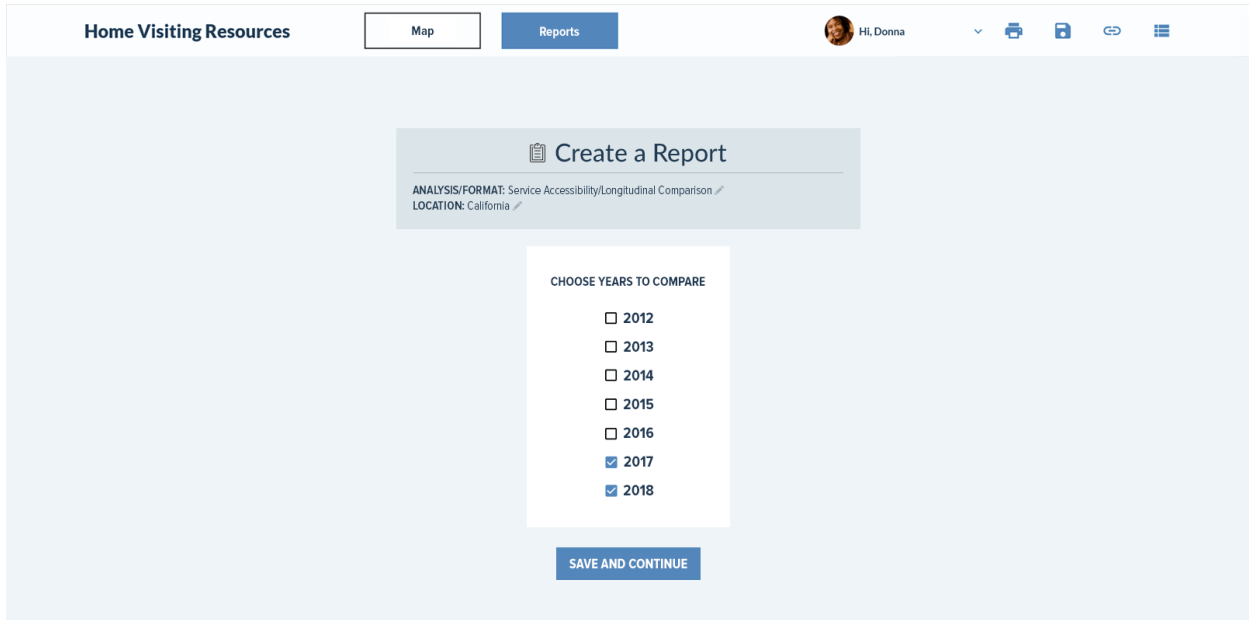 Home Visiting Resources
Map
Reports
Hi, Donna
Create a Report
ANALYSIS/FORMAT: Service Accessibility/Longitudinal Comparison
LOCATION: California
CHOOSE YEARS TO COMPARE
2012
2013
2014
2015
2016
2017
2018
SAVE AND CONTINUE